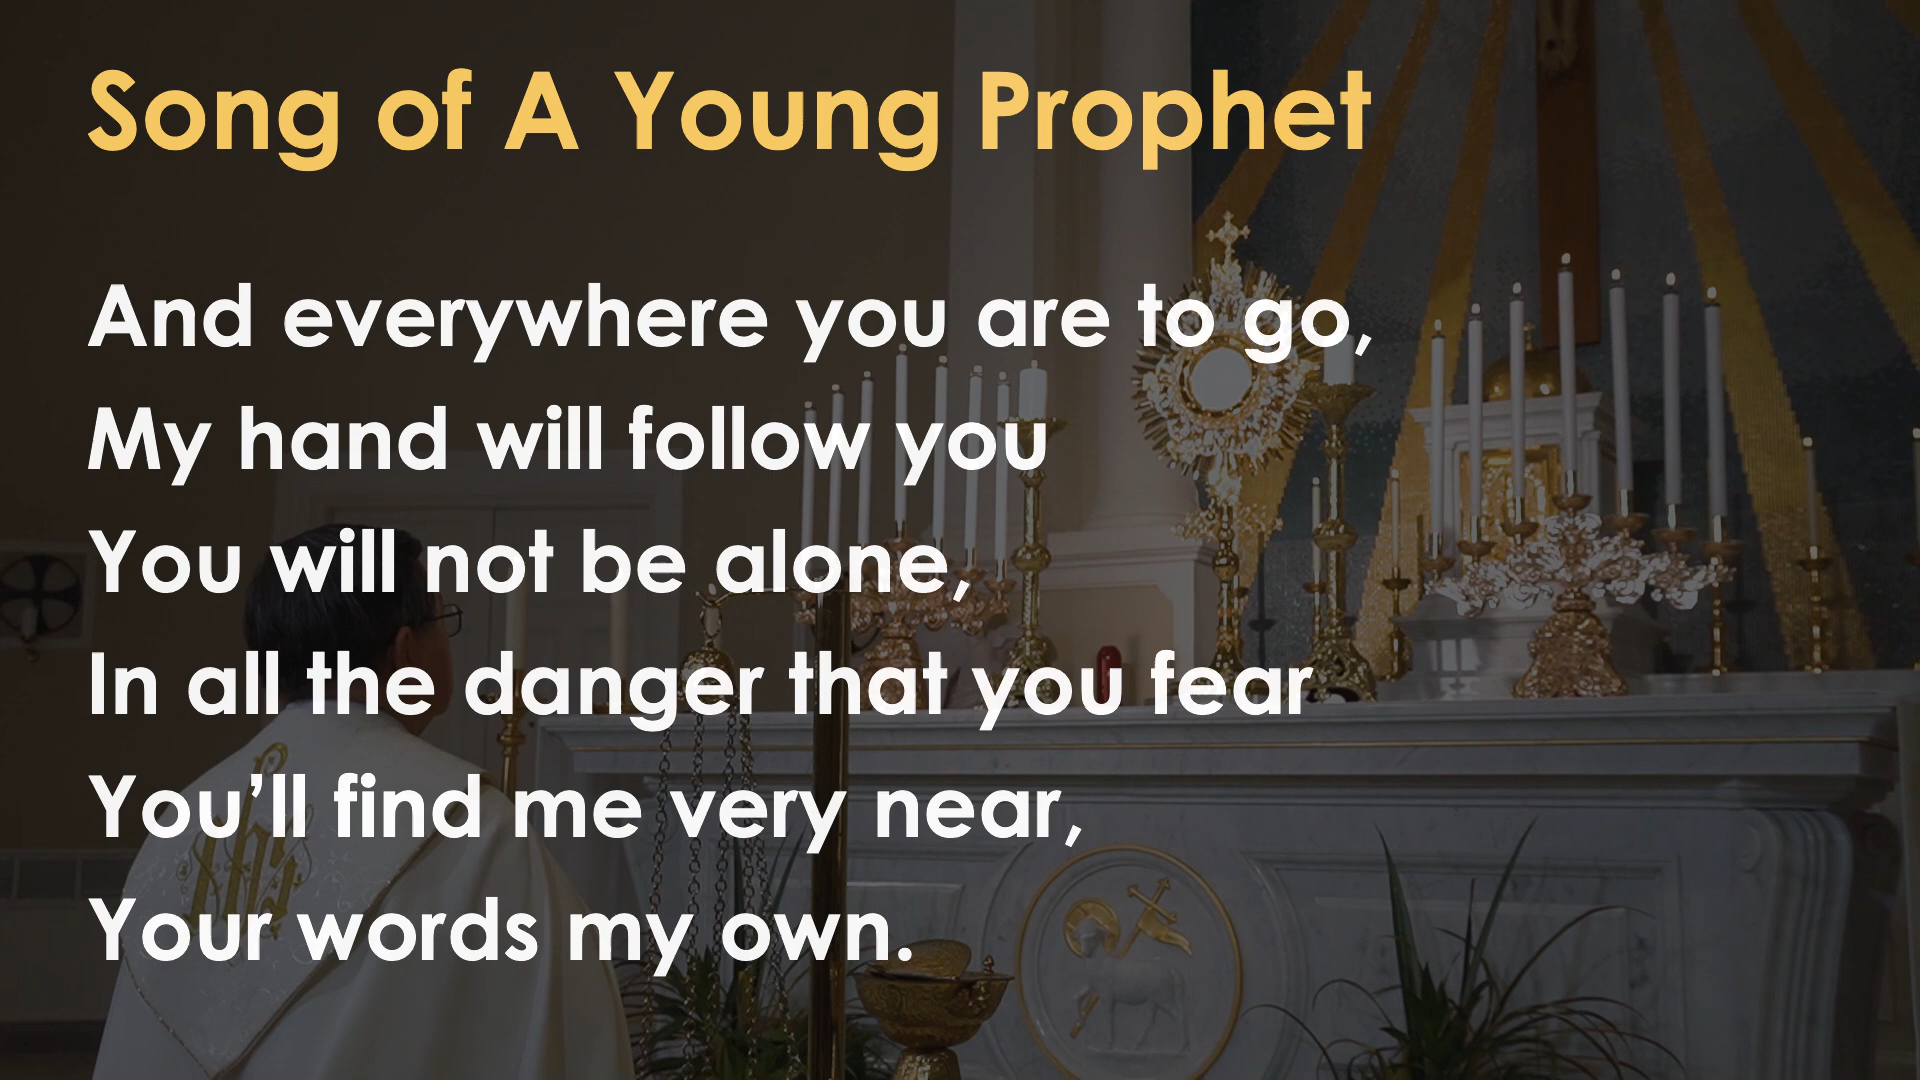 Song of A Young Prophet
And everywhere you are to go,
My hand will follow you
You will not be alone,
In all the danger that you fear
You’ll find me very near,
Your words my own.